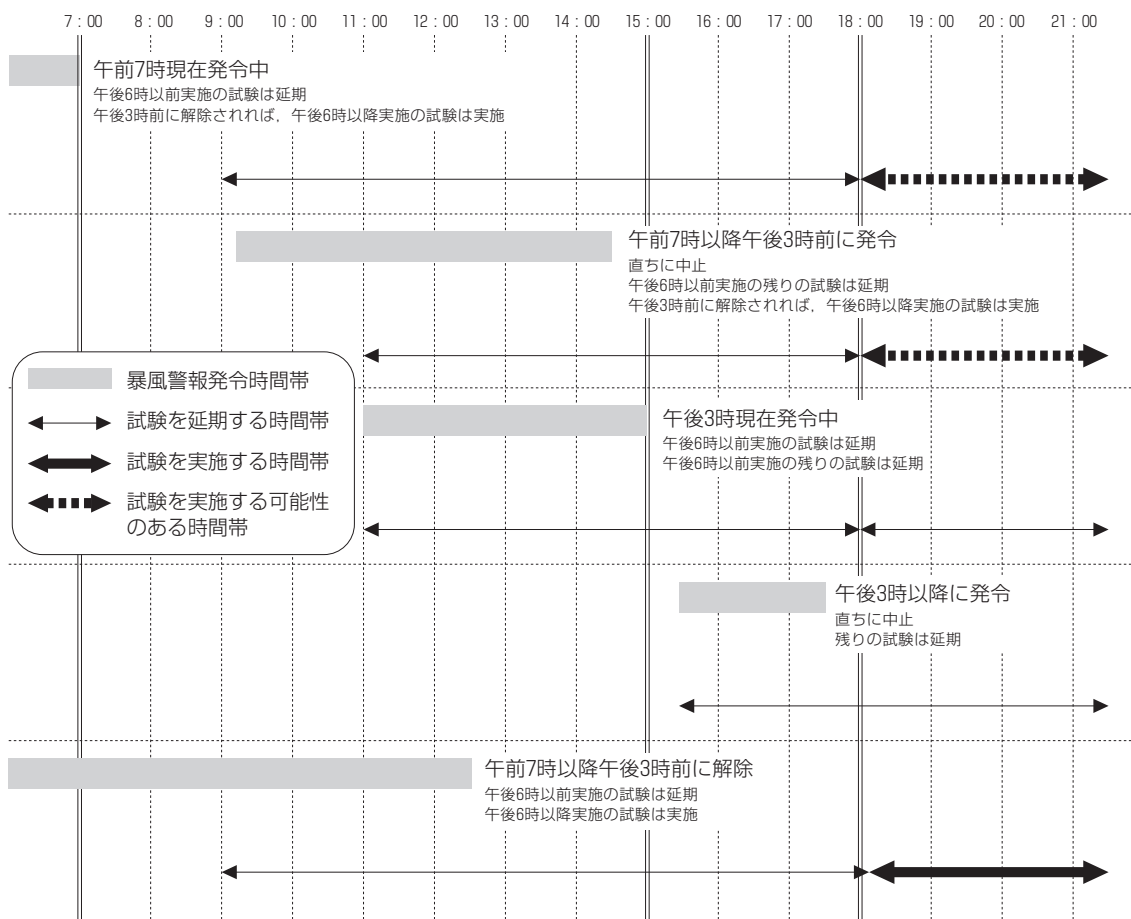 7：00 8：00 9：00 10：00 11：00 12：00 13：00 14：00 15：00 16：00 17：00 18：00 19：00 20：00 21：00
午前7時現在発令中
午後6時以前実施の試験は延期
午後3時前に解除されれば，午後6時以降実施の試験は実施
午前7時以降午後3時前に発令
直ちに中止
午後6時以前実施の残りの試験は延期
午後3時前に解除されれば，午後6時以降実施の試験は実施
暴風警報発令時間帯
試験を延期する時間帯
試験を実施する時間帯
試験を実施する可能性
のある時間帯
午後3時現在発令中
午後6時以前実施の試験は延期
午後6時以前実施の残りの試験は延期
午後3時以降に発令
直ちに中止
残りの試験は延期
午前7時以降午後3時前に解除
午後6時以前実施の試験は延期
午後6時以降実施の試験は実施